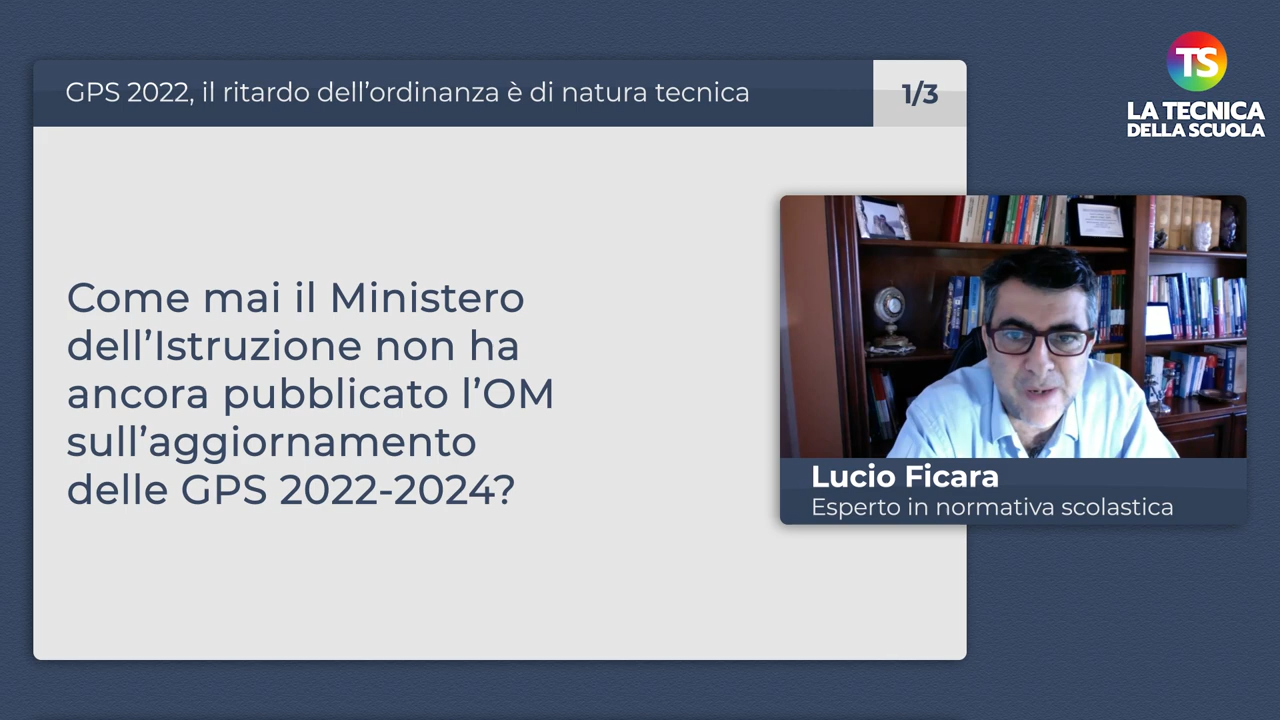 GPS 2022, il ritardo dell’ordinanza è di natura tecnica
1/3
TS
LA TECNICA
DELLA SCUOLA
Come mai il Ministero
dell’Istruzione non ha
ancora pubblicato l’OM
sull’aggiornamento
delle GPS 2022-2024?
Lucio Ficara
Esperto in normativa scolastica